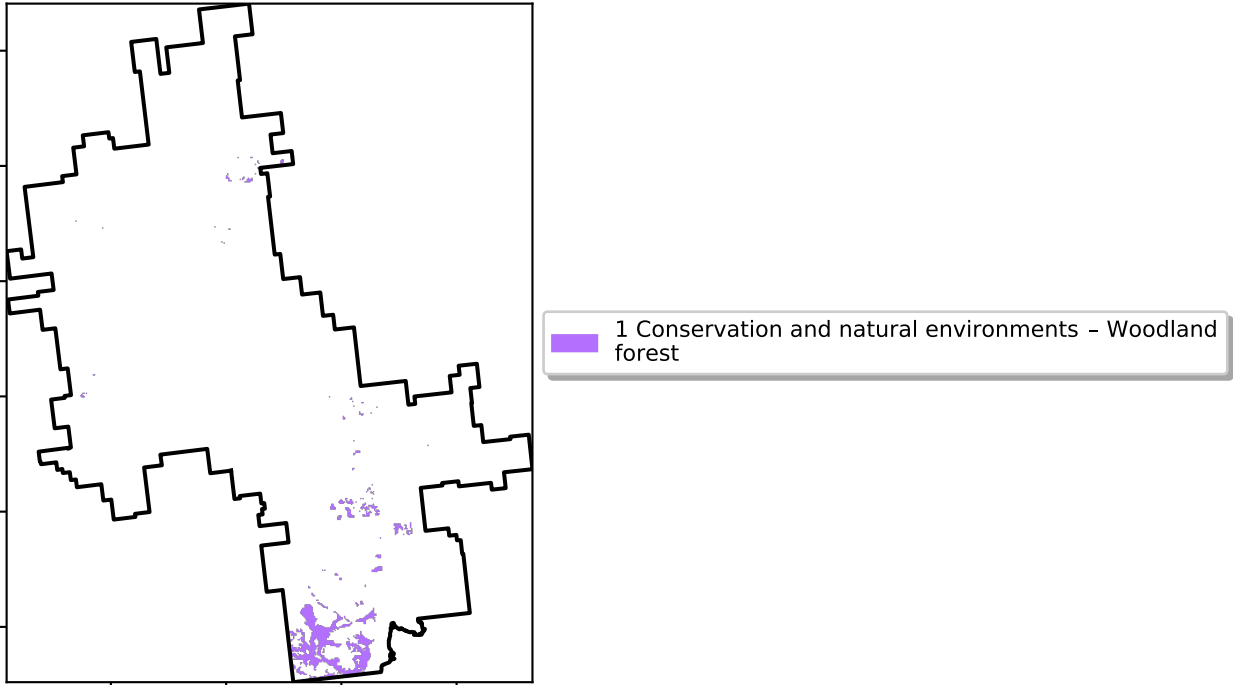 1 Conservation and natural environments – Woodland
forest